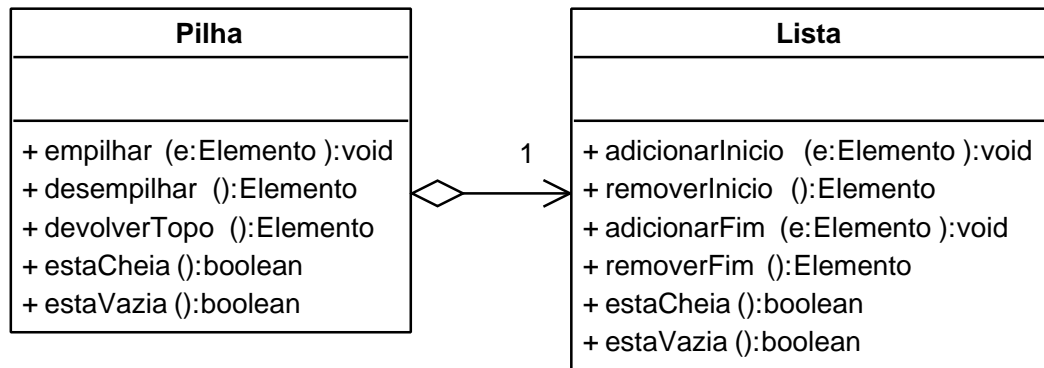 Pilha
+ empilhar (e:Elemento ):void
+ desempilhar ():Elemento
+ devolverTopo ():Elemento
+ estaCheia ():boolean
+ estaVazia ():boolean
1
Lista
+ adicionarInicio (e:Elemento ):void
+ removerInicio ():Elemento
+ adicionarFim (e:Elemento ):void
+ removerFim ():Elemento
+ estaCheia ():boolean
+ estaVazia ():boolean